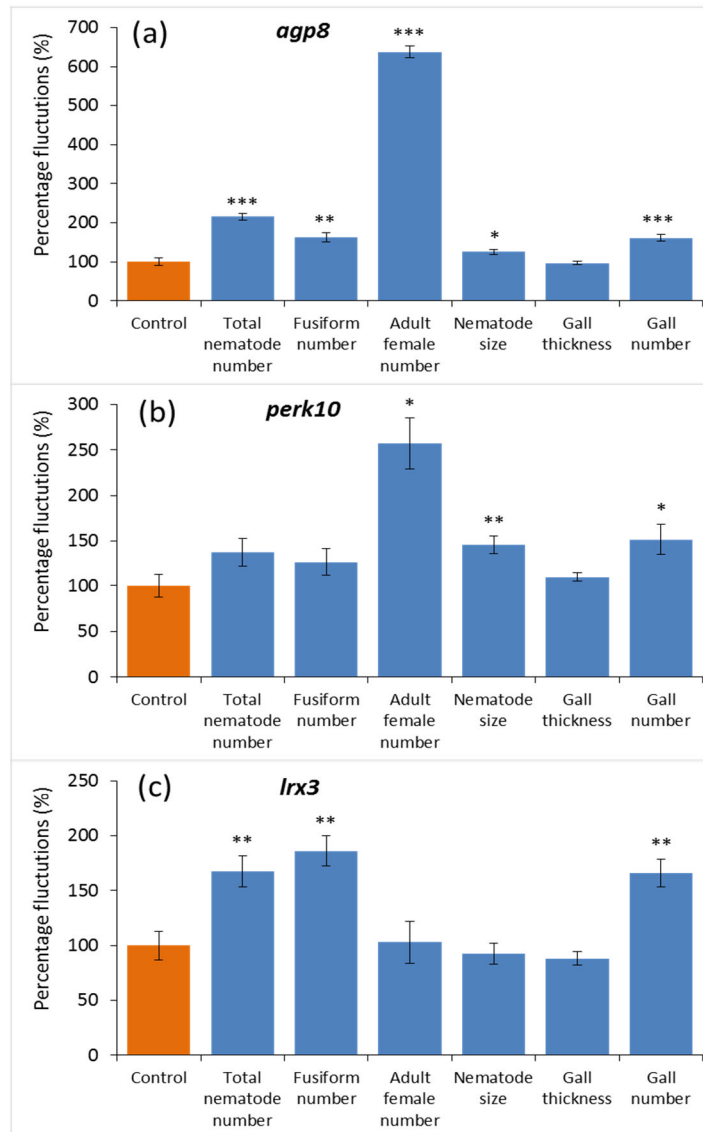 (a) agp8
Percentage fluctutions (%)
700
600
500
400
300
200
100
0
***
**
***
*
***
Control
Total nematode number
Fusiform number
Adult female number
Nematode size
Gall thickness
Gall number
(b) perk10
Percentage fluctutions (%)
300
250
200
150
100
50
0
*
**
*
Control
Total nematode number
Fusiform number
Adult female number
Nematode size
Gall thickness
Gall number
(c) lrx3
Percentage fluctutions (%)
250
200
150
100
50
0
**
**
**
Control
Total nematode number
Fusiform number
Adult female number
Nematode size
Gall thickness
Gall number